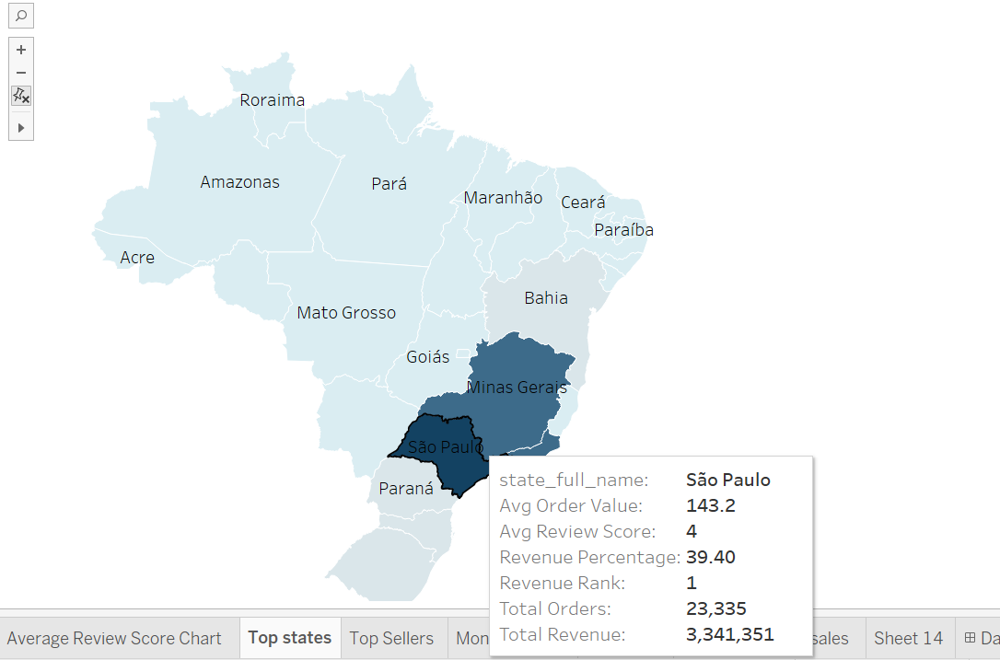 Roraima
Amazonas
Pará
Maranhão
Ceará
Paraíba
Acre
Bahia
Mato Grosso
Goiás
Minas Gerais
São Paulo
Paraná
state_full_name: São Paulo
Avg Order Value: 143.2
Avg Review Score: 4
Revenue Percentage: 39.40
Revenue Rank: 1
Total Orders: 23,335
Total Revenue: 3,341,351
Average Review Score Chart Top states Top Sellers Mon sales Sheet 14 Da